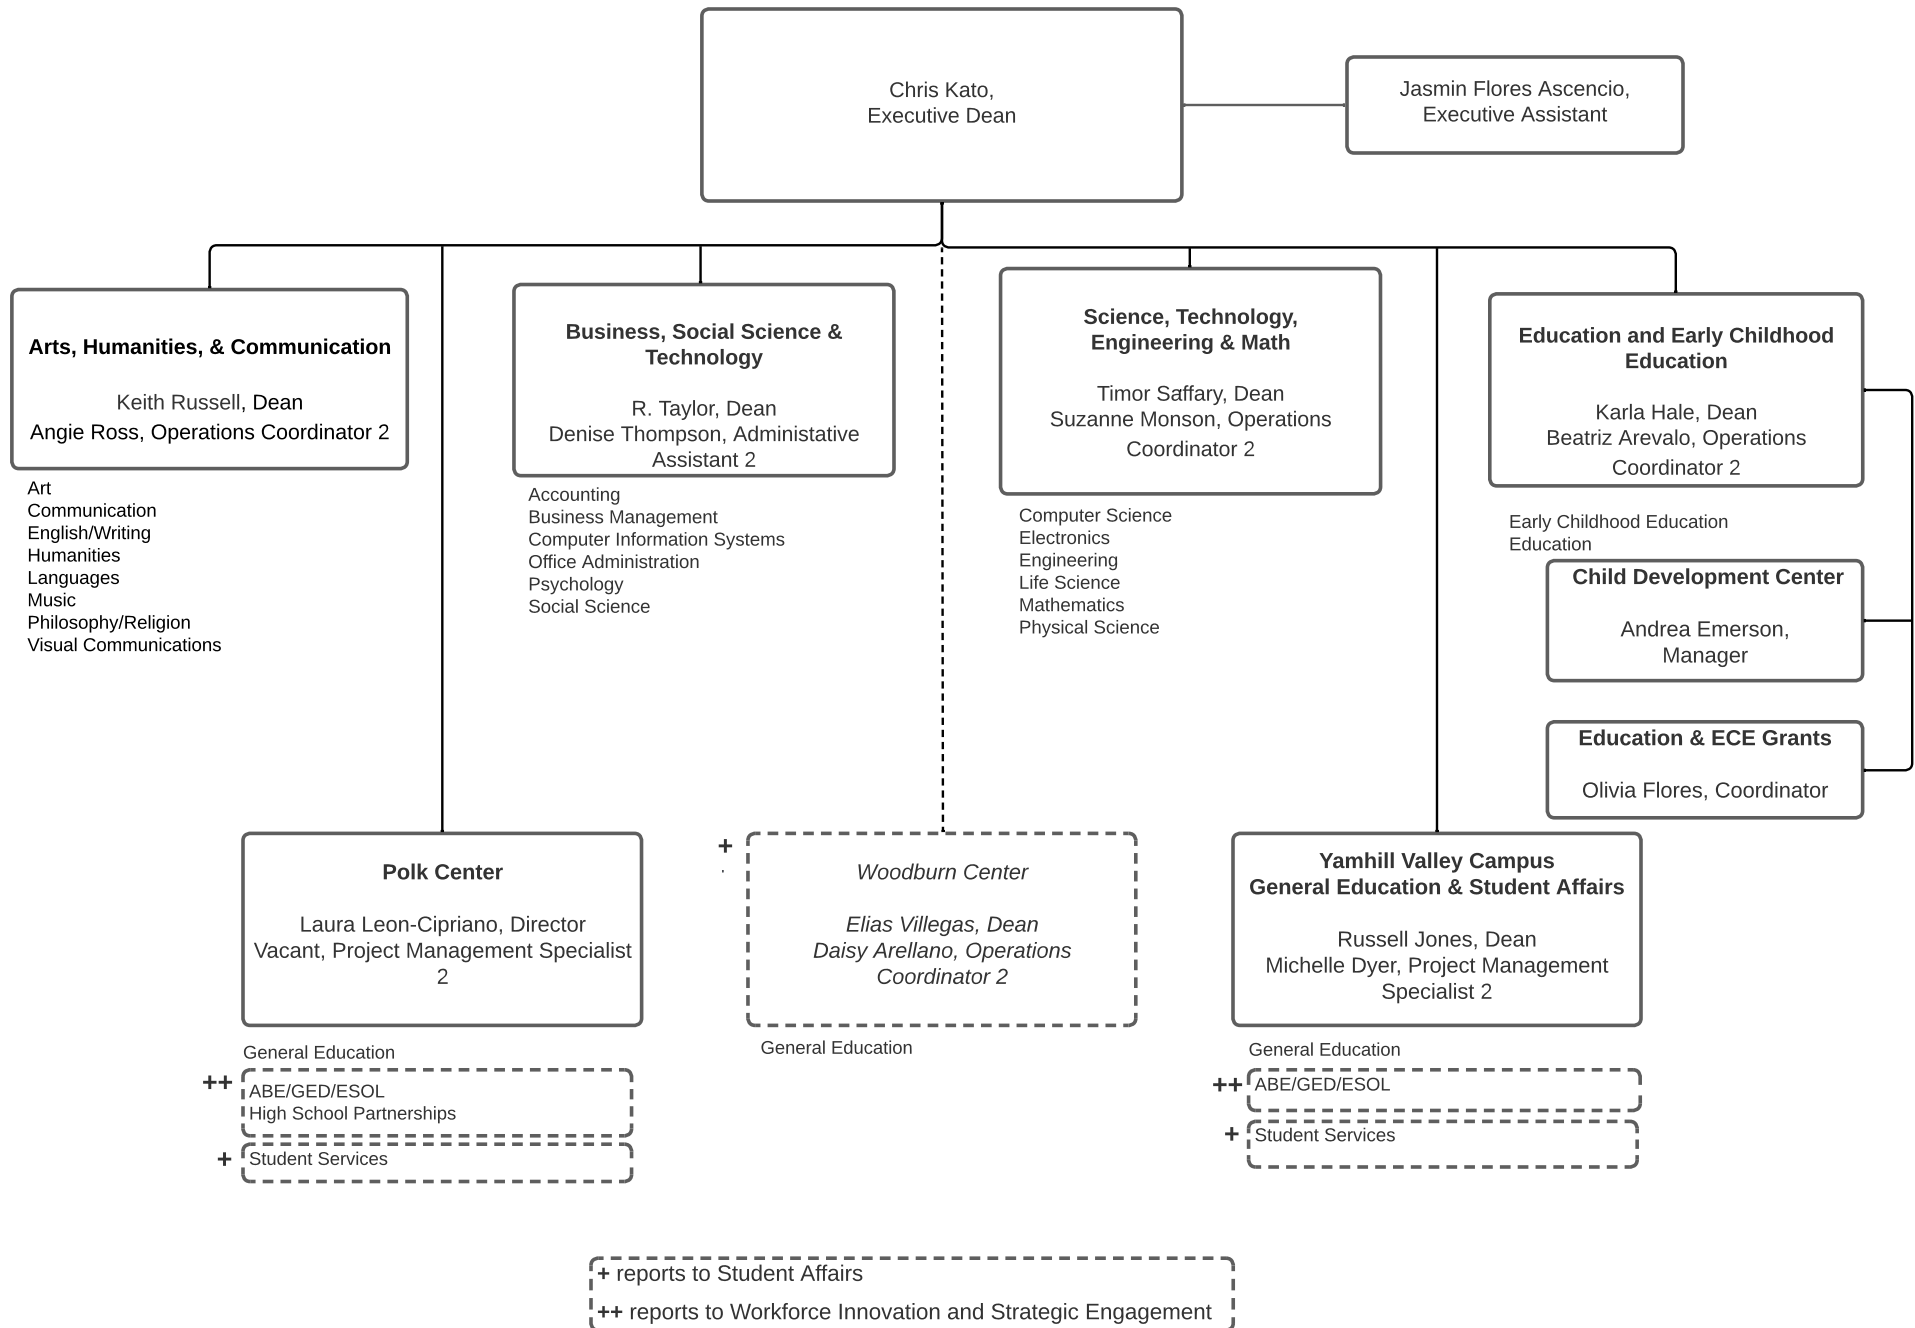 Chris Kato,
Executive Dean
Jasmin Flores Ascencio,
Executive Assistant
Arts, Humanities, & Communication
Keith Russell, Dean
Angie Ross, Operations Coordinator 2
Art
Communication
English/Writing
Humanities
Languages
Music
Philosophy/Religion
Visual Communications
Business, Social Science &
Technology
R. Taylor, Dean
Denise Thompson, Administative
Assistant 2
Accounting
Business Management
Computer Information Systems
Office Administration
Psychology
Social Science
Science, Technology,
Engineering & Math
Timor Saffary, Dean
Suzanne Monson, Operations
Coordinator 2
Computer Science
Electronics
Engineering
Life Science
Mathematics
Physical Science
Education and Early Childhood
Education
Karla Hale, Dean
Beatriz Arevalo, Operations
Coordinator 2
Early Childhood Education
Education
Child Development Center
Andrea Emerson,
Manager
Education & ECE Grants
Olivia Flores, Coordinator
Polk Center
Laura Leon-Cipriano, Director
Vacant, Project Management Specialist
2
General Education
++
ABE/GED/ESOL
High School Partnerships
+
Student Services
+
Woodburn Center
Elias Villegas, Dean
Daisy Arellano, Operations
Coordinator 2
General Education
Yamhill Valley Campus
General Education & Student Affairs
Russell Jones, Dean
Michelle Dyer, Project Management
Specialist 2
General Education
++
ABE/GED/ESOL
+
Student Services
+ reports to Student Affairs
++ reports to Workforce Innovation and Strategic Engagement